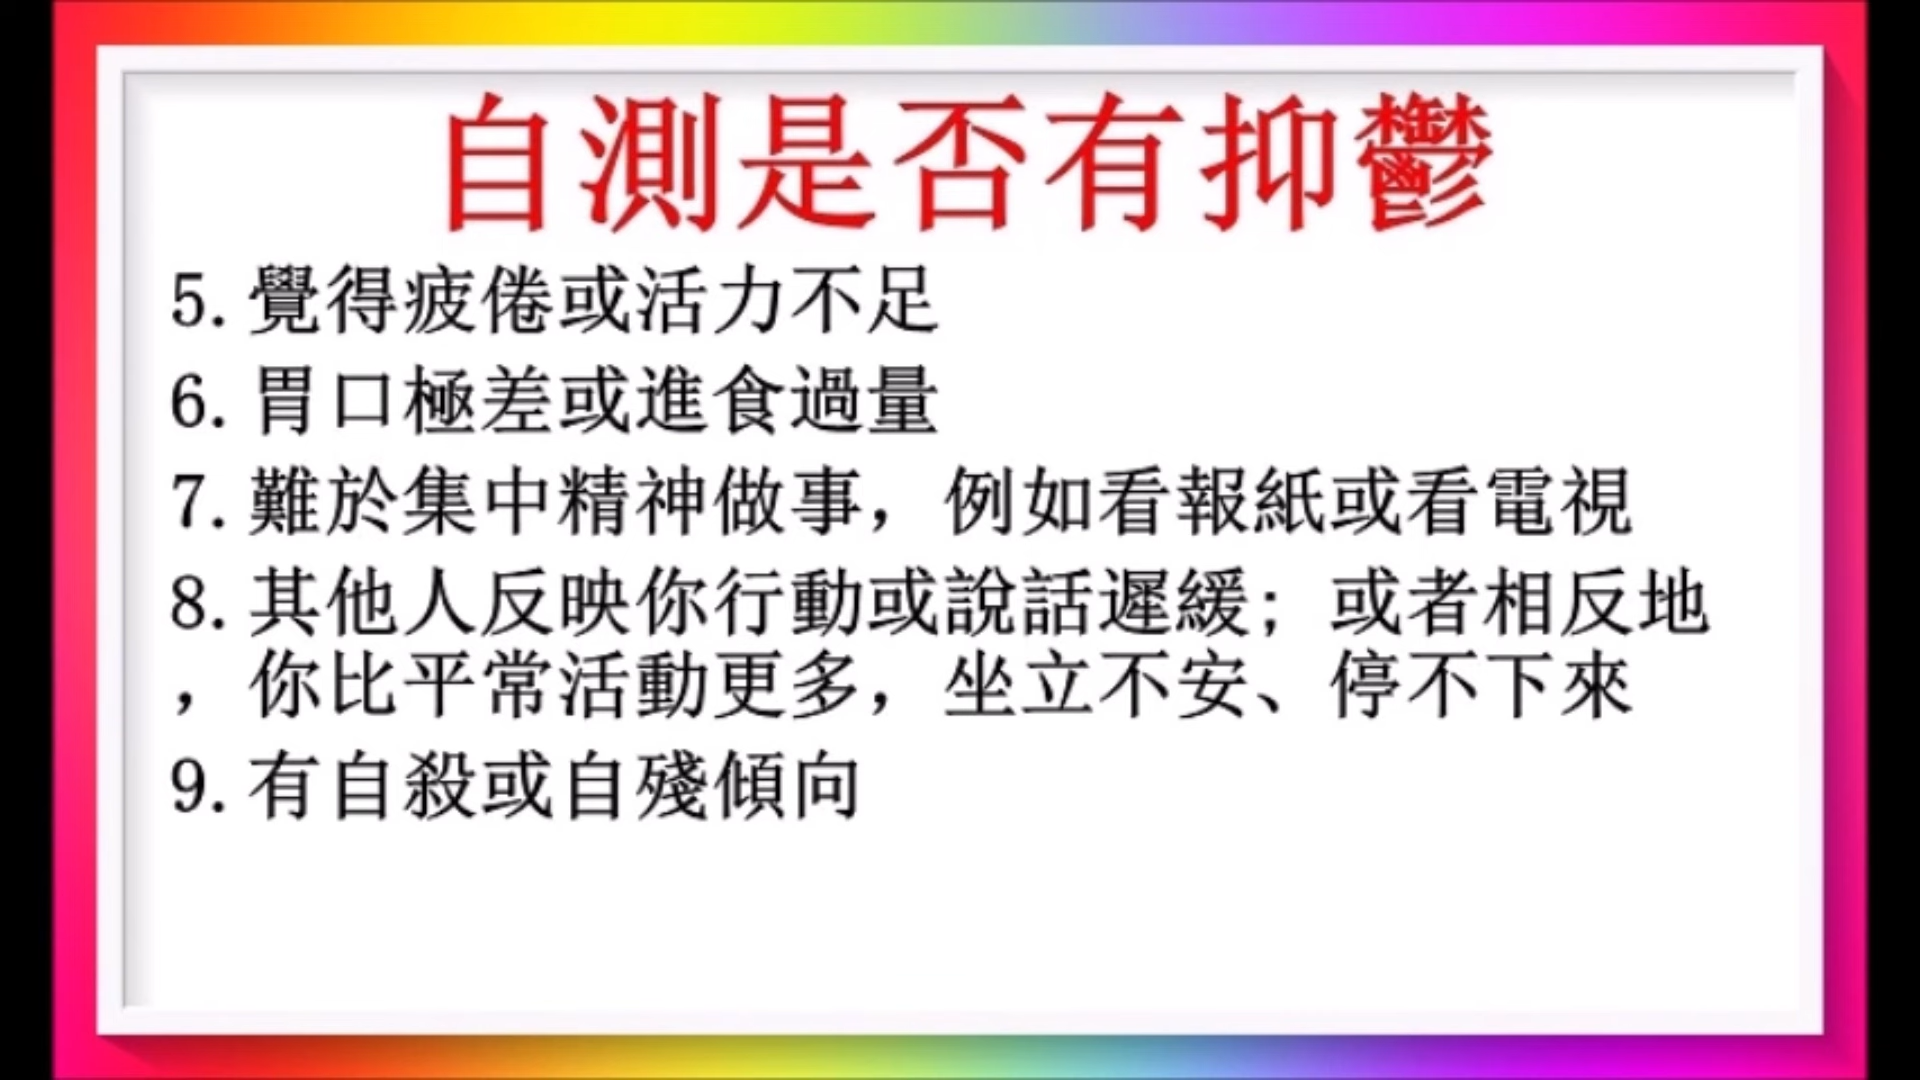 自測是否有抑鬱
5. 覺得疲倦或活力不足
6. 胃口極差或進食過量
7. 難於集中精神做事，例如看報紙或看電視
8. 其他人反映你行動或說話遲緩; 或者相反地
，你比平常活動更多，坐立不安、停不下來
9. 有自殺或自殘傾向